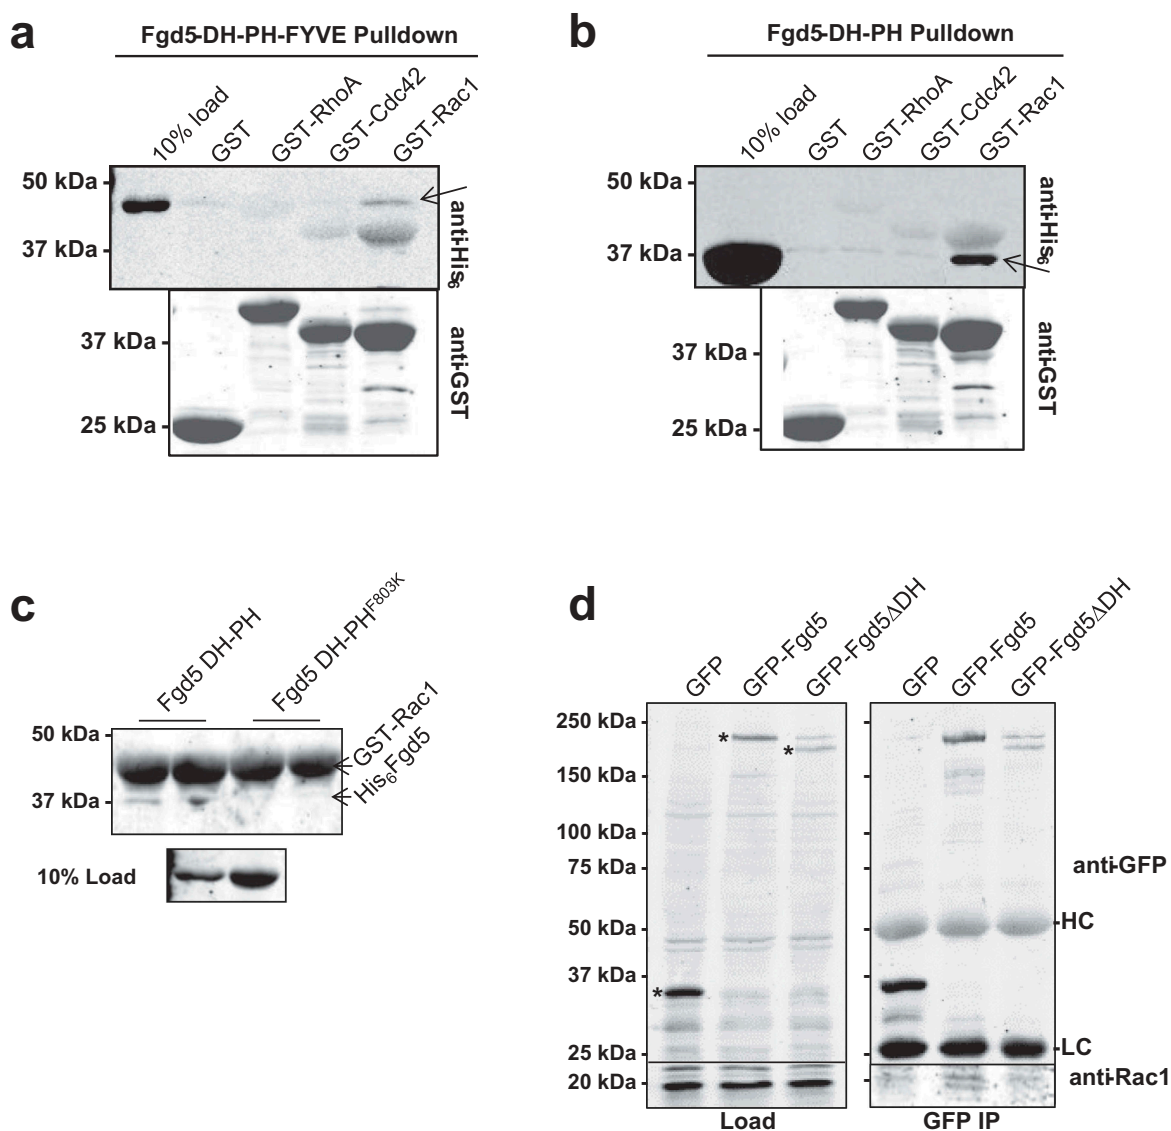 a
Fgd5-DH-PH-FYVE Pulldown
10% load
GST
GST-RhoA
GST-Cdc42
GST-Rac1
50 kDa
37 kDa
anti-His6
37 kDa
25 kDa
anti-GST
b
Fgd5-DH-PH Pulldown
10% load
GST
GST-RhoA
GST-Cdc42
GST-Rac1
50 kDa
37 kDa
anti-His6
37 kDa
25 kDa
anti-GST
c
Fgd5 DH-PH
Fgd5 DH-PHF803K
50 kDa
37 kDa
GST-Rac1
His6Fgd5
10% Load
d
GFP
GFP-Fgd5
GFP-Fgd5ΔDH
GFP
GFP-Fgd5
GFP-Fgd5ΔDH
250 kDa
150 kDa
100 kDa
75 kDa
50 kDa
37 kDa
25 kDa
20 kDa
*
*
*
anti-GFP
HC
LC
anti-Rac1
Load
GFP IP